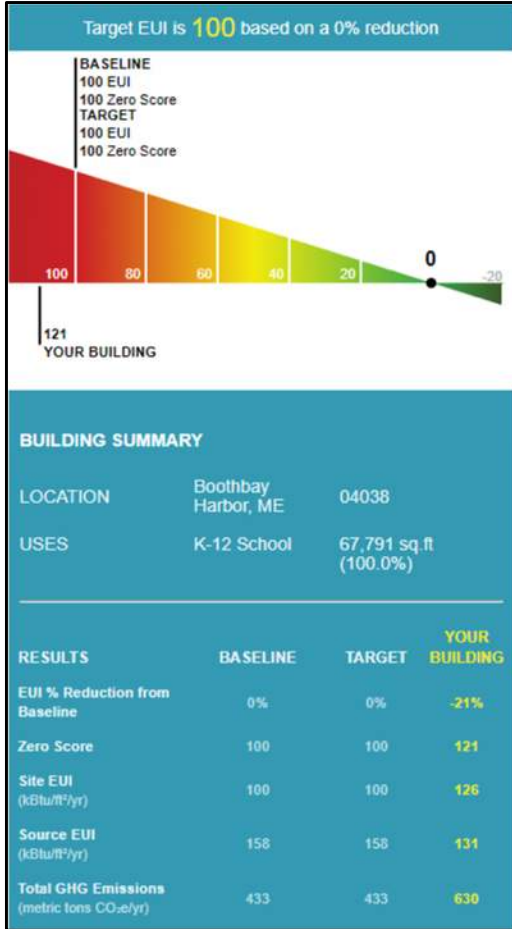 Target EUI is 100 based on a 0% reduction
BASELINE
100 EUI
100 Zero Score
TARGET
100 EUI
100 Zero Score
0
100 80 60 40 20 -20
121
YOUR BUILDING
BUILDING SUMMARY
LOCATION Boothbay Harbor, ME 04038
USES K-12 School 67,791 sq.ft (100.0%)
RESULTS BASELINE TARGET YOUR BUILDING
EUI % Reduction from Baseline 0% 0% -21%
Zero Score 100 100 121
Site EUI (kBtu/ft²/yr) 100 100 126
Source EUI (kBtu/ft²/yr) 158 158 131
Total GHG Emissions (metric tons CO₂e/yr) 433 433 630